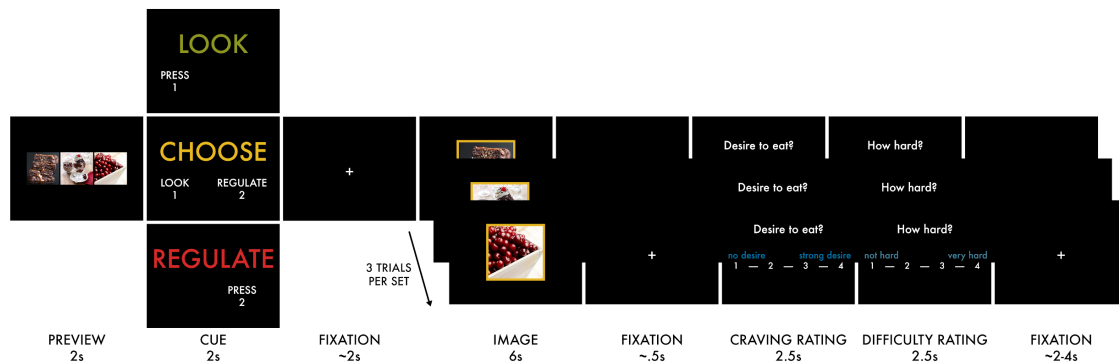 LOOK
PRESS
1
CHOOSE
LOOK REGULATE
1 2
+
REGULATE
PRESS
2
Desire to eat? How hard?
Desire to eat? How hard?
Desire to eat? How hard?
+ no desire strong desire not hard very hard +
1 — 2 — 3 — 4 1 — 2 — 3 — 4
3 TRIALS
PER SET
PREVIEW CUE FIXATION IMAGE FIXATION CRAVING RATING DIFFICULTY RATING FIXATION
2s 2s ~2s 6s ~.5s 2.5s 2.5s ~2-4s